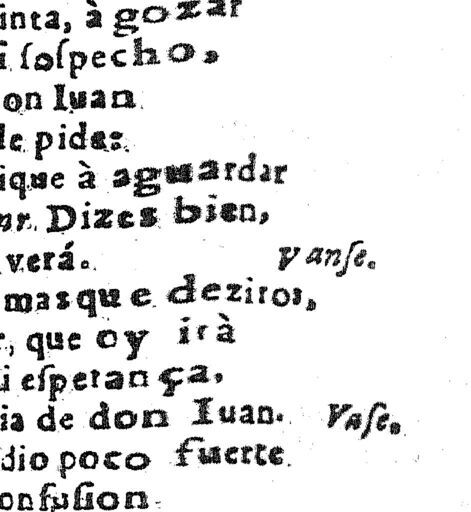 inta, à gozar
i ſoſpecho,
on Iuan
le pide:
ique à aguardar
ar. Dizes bien,
verá. Vanſe.
mas que deziros,
r, que oy irà
i eſperança,
ia de don Iuan. Vaſe.
dio poco fuerte
onfuſion